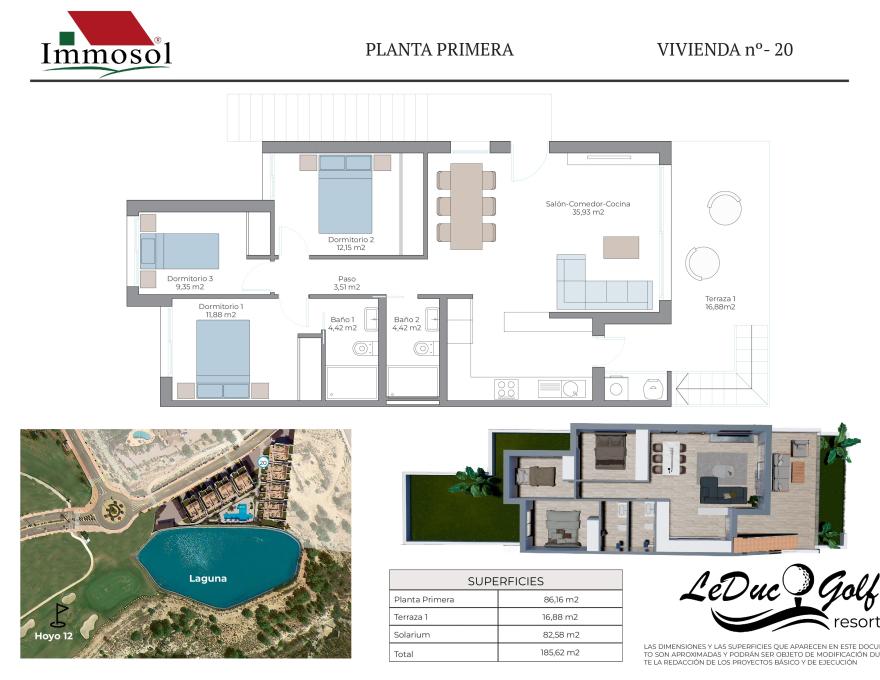 Immosol®
PLANTA PRIMERA
VIVIENDA nº- 20
Salón-Comedor-Cocina
35,93 m2
Dormitorio 2
12,15 m2
Dormitorio 3
9,35 m2
Paso
3,51 m2
Terraza 1
16,88m2
Dormitorio 1
11,88 m2
Baño 1
4,42 m2
Baño 2
4,42 m2
20
Laguna
Hoyo 12
SUPERFICIES
Planta Primera 86,16 m2
Terraza 1 16,88 m2
Solarium 82,58 m2
Total 185,62 m2
LeDuc Golf
resort
LAS DIMENSIONES Y LAS SUPERFICIES QUE APARECEN EN ESTE DOCU
TO SON APROXIMADAS Y PODRÁN SER OBJETO DE MODIFICACIÓN DU
TE LA REDACCIÓN DE LOS PROYECTOS BÁSICO Y DE EJECUCIÓN